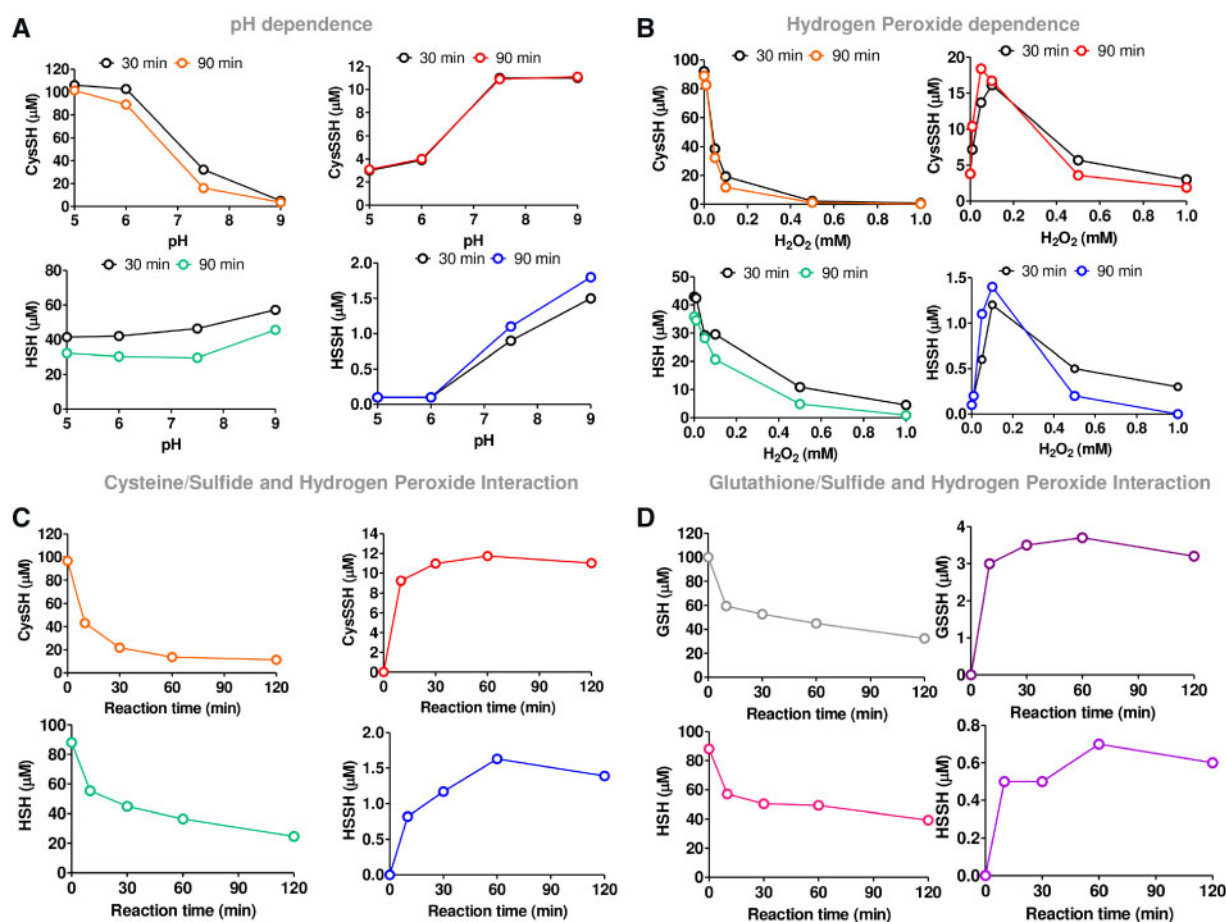 A
pH dependence
30 min 90 min
CysSH (µM)
120
100
80
60
40
20
0
5 6 7 8 9
pH
30 min 90 min
CysSSH (µM)
12
10
8
6
4
2
0
5 6 7 8 9
pH
30 min 90 min
HSH (µM)
80
60
40
20
0
5 6 7 8 9
pH
30 min 90 min
HSSH (µM)
2.0
1.5
1.0
0.5
0.0
5 6 7 8 9
pH
B
Hydrogen Peroxide dependence
30 min 90 min
CysSH (µM)
100
80
60
40
20
0
0.0 0.2 0.4 0.6 0.8 1.0
H₂O₂ (mM)
30 min 90 min
CysSSH (µM)
20
15
10
5
0
0.0 0.2 0.4 0.6 0.8 1.0
H₂O₂ (mM)
30 min 90 min
HSH (µM)
50
40
30
20
10
0
0.0 0.2 0.4 0.6 0.8 1.0
H₂O₂ (mM)
30 min 90 min
HSSH (µM)
1.5
1.0
0.5
0.0
0.0 0.2 0.4 0.6 0.8 1.0
H₂O₂ (mM)
Cysteine/Sulfide and Hydrogen Peroxide Interaction
C
CysSH (µM)
120
100
80
60
40
20
0
0 30 60 90 120
Reaction time (min)
CysSSH (µM)
14
12
10
8
6
4
2
0
0 30 60 90 120
Reaction time (min)
HSH (µM)
100
80
60
40
20
0
0 30 60 90 120
Reaction time (min)
HSSH (µM)
2.0
1.5
1.0
0.5
0.0
0 30 60 90 120
Reaction time (min)
Glutathione/Sulfide and Hydrogen Peroxide Interaction
D
GSH (µM)
120
100
80
60
40
20
0
0 30 60 90 120
Reaction time (min)
GSSH (µM)
4
3
2
1
0
0 30 60 90 120
Reaction time (min)
HSH (µM)
100
80
60
40
20
0
0 30 60 90 120
Reaction time (min)
HSSH (µM)
0.8
0.6
0.4
0.2
0.0
0 30 60 90 120
Reaction time (min)